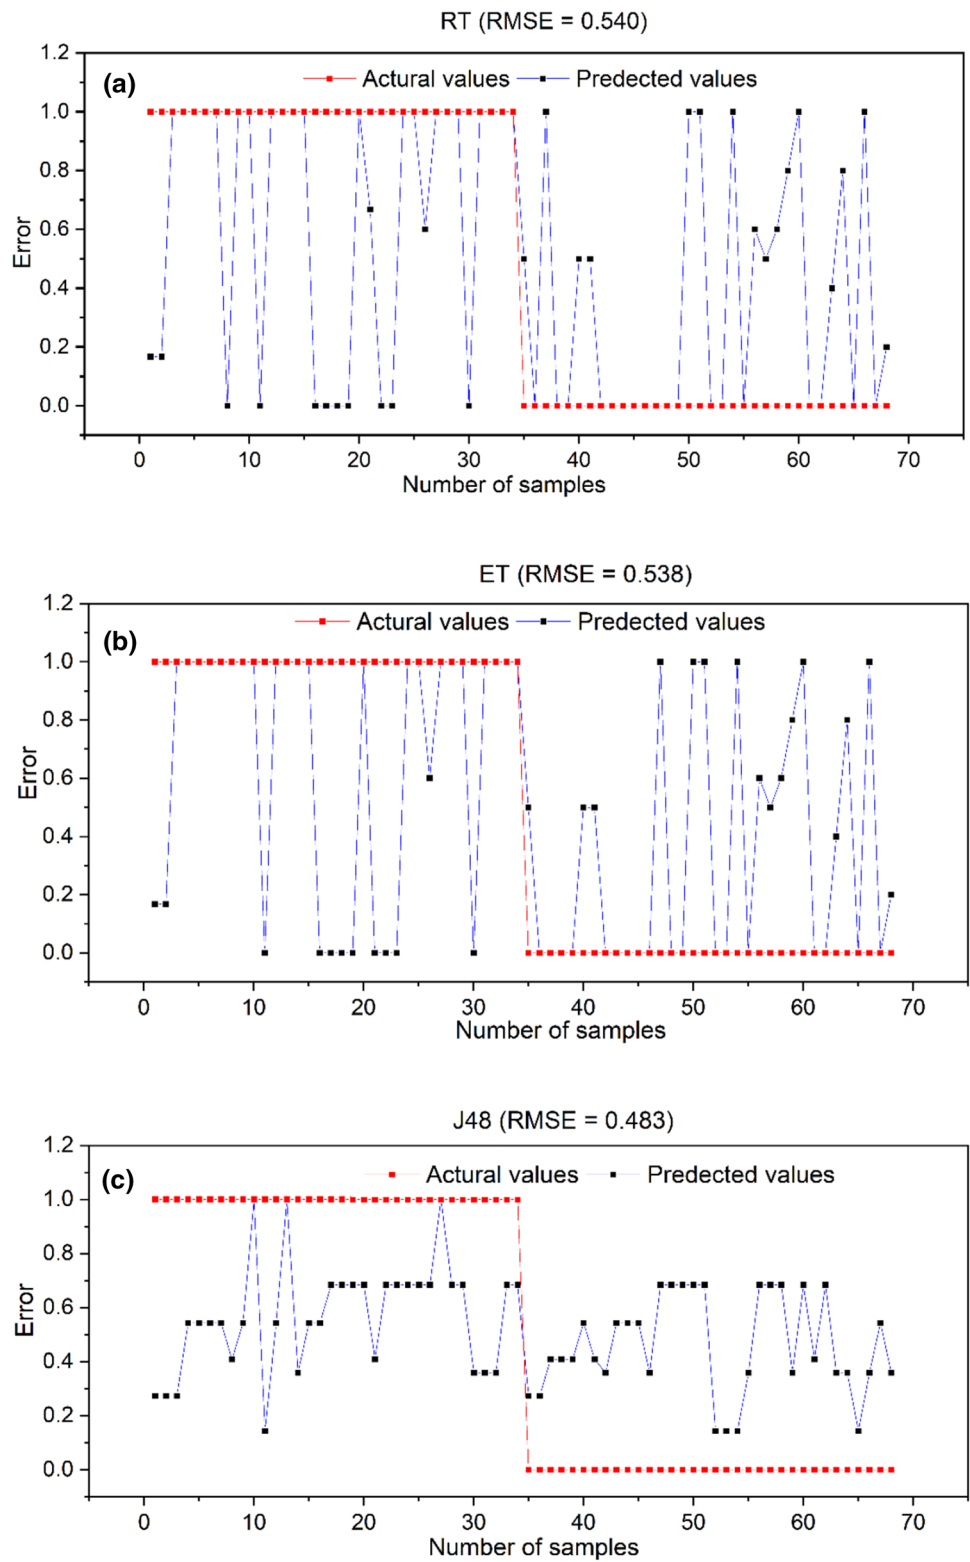 RT (RMSE = 0.540)
1.2
(a)
Actural values
Predected values
1.0
0.8
0.6
0.4
0.2
0.0
Error
0 10 20 30 40 50 60 70
Number of samples
ET (RMSE = 0.538)
1.2
(b)
Actural values
Predected values
1.0
0.8
0.6
0.4
0.2
0.0
Error
0 10 20 30 40 50 60 70
Number of samples
J48 (RMSE = 0.483)
1.2
(c)
Actural values
Predected values
1.0
0.8
0.6
0.4
0.2
0.0
Error
0 10 20 30 40 50 60 70
Number of samples